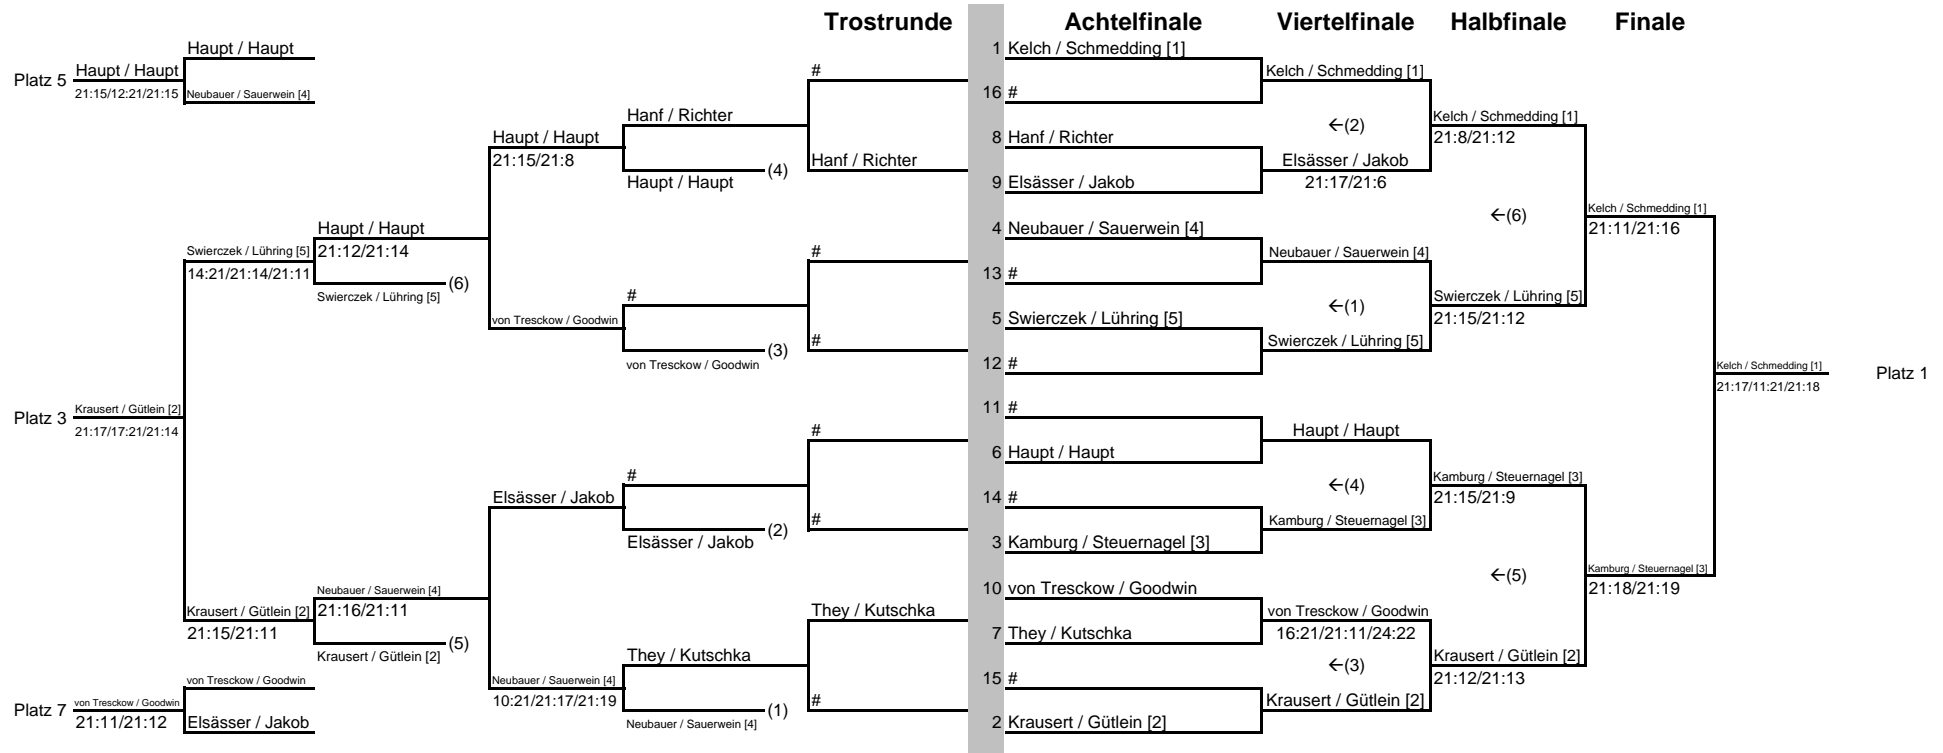 Trostrunde Achtelfinale Viertelfinale Halbfinale Finale
Haupt / Haupt 1 Kelch / Schmedding [1]
Platz 5 Haupt / Haupt # Kelch / Schmedding [1]
21:15/12:21/21:15 Neubauer / Sauerwein [4] 16 #
Hanf / Richter ←(2) Kelch / Schmedding [1]
Haupt / Haupt 8 Hanf / Richter 21:8/21:12
21:15/21:8 Hanf / Richter Elsässer / Jakob
(4)
Haupt / Haupt 9 Elsässer / Jakob 21:17/21:6
Kelch / Schmedding [1]
←(6)
Haupt / Haupt 4 Neubauer / Sauerwein [4] 21:11/21:16
Swierczek / Lühring [5] 21:12/21:14 # Neubauer / Sauerwein [4]
14:21/21:14/21:11 13 #
(6)
Swierczek / Lühring [5] # Swierczek / Lühring [5]
←(1)
von Tresckow / Goodwin 5 Swierczek / Lühring [5] 21:15/21:12
# Swierczek / Lühring [5]
(3)
von Tresckow / Goodwin 12 # Kelch / Schmedding [1]
Platz 1
21:17/11:21/21:18
Krausert / Gütlein [2] 11 #
Platz 3
21:17/17:21/21:14 # Haupt / Haupt
6 Haupt / Haupt
# ←(4) Kamburg / Steuernagel [3]
Elsässer / Jakob 14 # 21:15/21:9
# Kamburg / Steuernagel [3]
(2)
Elsässer / Jakob 3 Kamburg / Steuernagel [3]
←(5) Kamburg / Steuernagel [3]
Neubauer / Sauerwein [4] 10 von Tresckow / Goodwin 21:18/21:19
Krausert / Gütlein [2] 21:16/21:11 They / Kutschka von Tresckow / Goodwin
21:15/21:11 7 They / Kutschka 16:21/21:11/24:22
(5)
Krausert / Gütlein [2] They / Kutschka ←(3) Krausert / Gütlein [2]
von Tresckow / Goodwin Neubauer / Sauerwein [4] 15 # 21:12/21:13
von Tresckow / Goodwin 10:21/21:17/21:19 # Krausert / Gütlein [2]
Platz 7 (1)
21:11/21:12 Elsässer / Jakob Neubauer / Sauerwein [4] 2 Krausert / Gütlein [2]